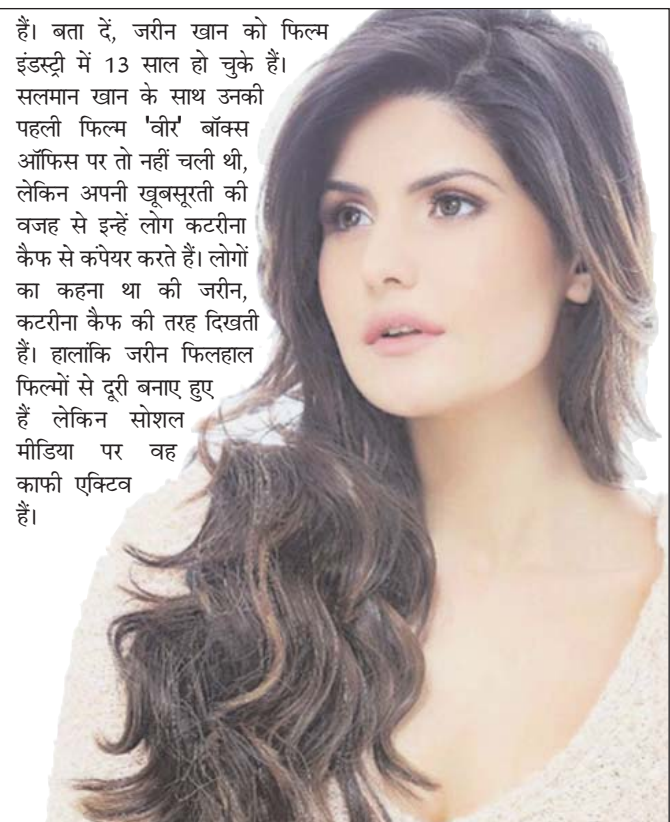 हैं। बता दें, जरीन खान को फिल्म
इंडस्ट्री में 13 साल हो चुके हैं।
सलमान खान के साथ उनकी
पहली फिल्म 'वीर' बॉक्स
ऑफिस पर तो नहीं चली थी,
लेकिन अपनी खूबसूरती की
वजह से इन्हें लोग कटरीना
कैफ से कंपेयर करते हैं। लोगों
का कहना था की जरीन,
कटरीना कैफ की तरह दिखती
हैं। हालांकि जरीन फिलहाल
फिल्मों से दूरी बनाए हुए
हैं लेकिन सोशल
मीडिया पर वह
काफी एक्टिव
हैं।